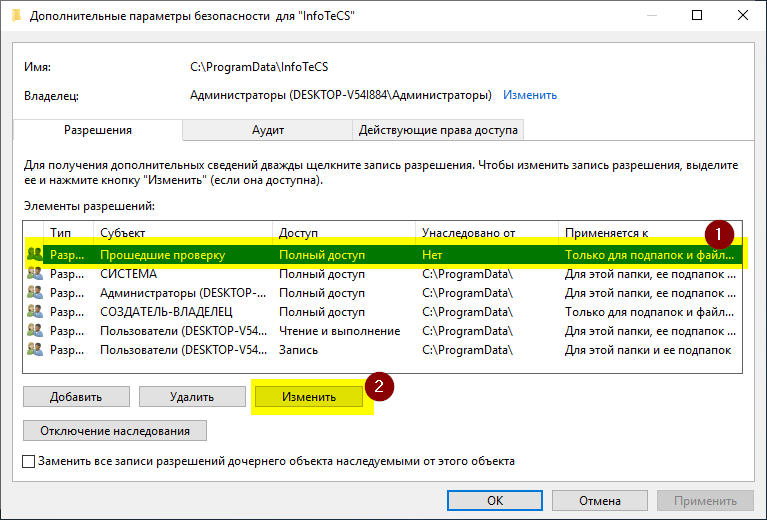 Дополнительные параметры безопасности для "InfoTeCS"
Имя: C:\ProgramData\InfoTeCS
Владелец: Администраторы (DESKTOP-V54I884\Администраторы) Изменить
Разрешения Аудит Действующие права доступа
Для получения дополнительных сведений дважды щелкните запись разрешения. Чтобы изменить запись разрешения, выделите
ее и нажмите кнопку "Изменить" (если она доступна).
Элементы разрешений:
Тип Субъект Доступ Унаследовано от Применяется к 1
Разр... Прошедшие проверку Полный доступ Нет Только для подпапок и файл...
Разр... СИСТЕМА Полный доступ C:\ProgramData\ Для этой папки, ее подпапок ...
Разр... Администраторы (DESKTOP-... Полный доступ C:\ProgramData\ Для этой папки, ее подпапок ...
Разр... СОЗДАТЕЛЬ-ВЛАДЕЛЕЦ Полный доступ C:\ProgramData\ Только для подпапок и файл...
Разр... Пользователи (DESKTOP-V54... Чтение и выполнение C:\ProgramData\ Для этой папки, ее подпапок ...
Разр... Пользователи (DESKTOP-V54... Запись C:\ProgramData\ Для этой папки и ее подпапок
Добавить Удалить Изменить 2
Отключение наследования
Заменить все записи разрешений дочернего объекта наследуемыми от этого объекта
ОК Отмена Применить